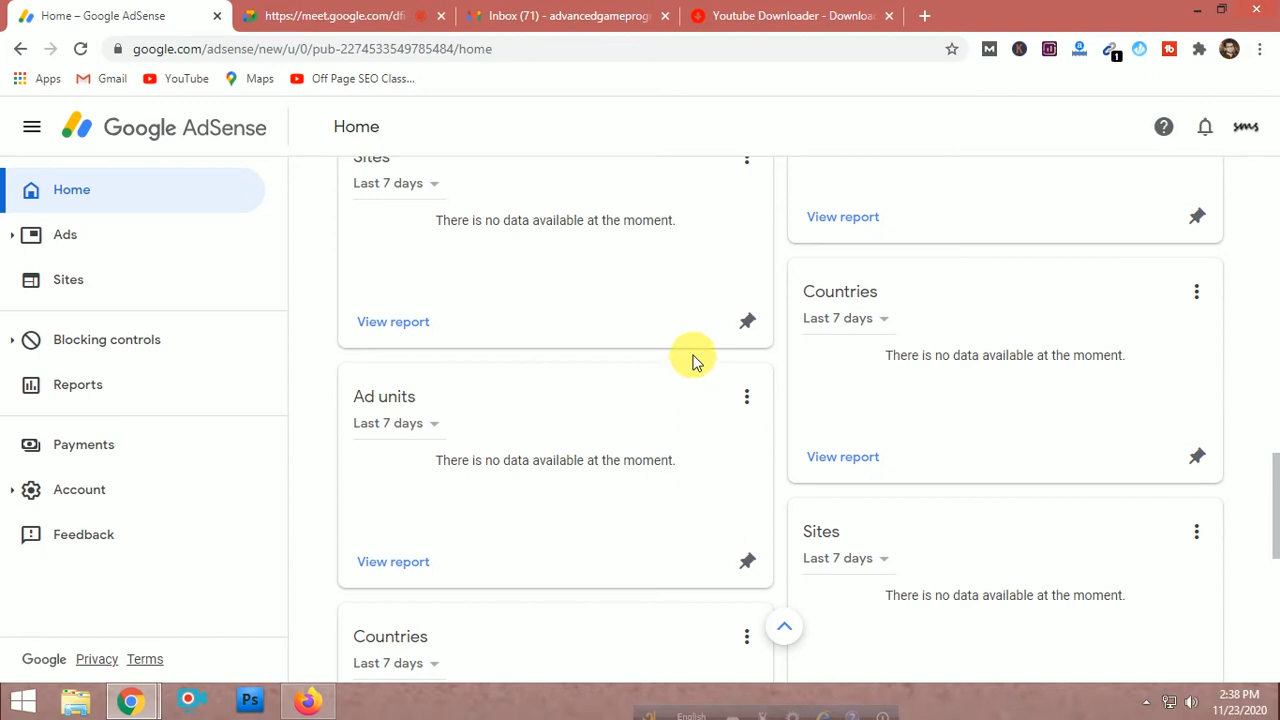 Home – Google AdSense
https://meet.google.com/df
Inbox (71) - advancedgameprog
Youtube Downloader - Downloa
google.com/adsense/new/u/0/pub-2274533549785484/home
1
Apps
Gmail
YouTube
Maps
Off Page SEO Class...
Google AdSense
Home
sms
Home
Ads
Sites
Blocking controls
Reports
Payments
Account
Feedback
Google Privacy Terms
Sites
Last 7 days
There is no data available at the moment.
View report
Ad units
Last 7 days
There is no data available at the moment.
View report
Countries
Last 7 days
View report
Countries
Last 7 days
There is no data available at the moment.
View report
Sites
Last 7 days
There is no data available at the moment.
Ps
English
2:38 PM
11/23/2020